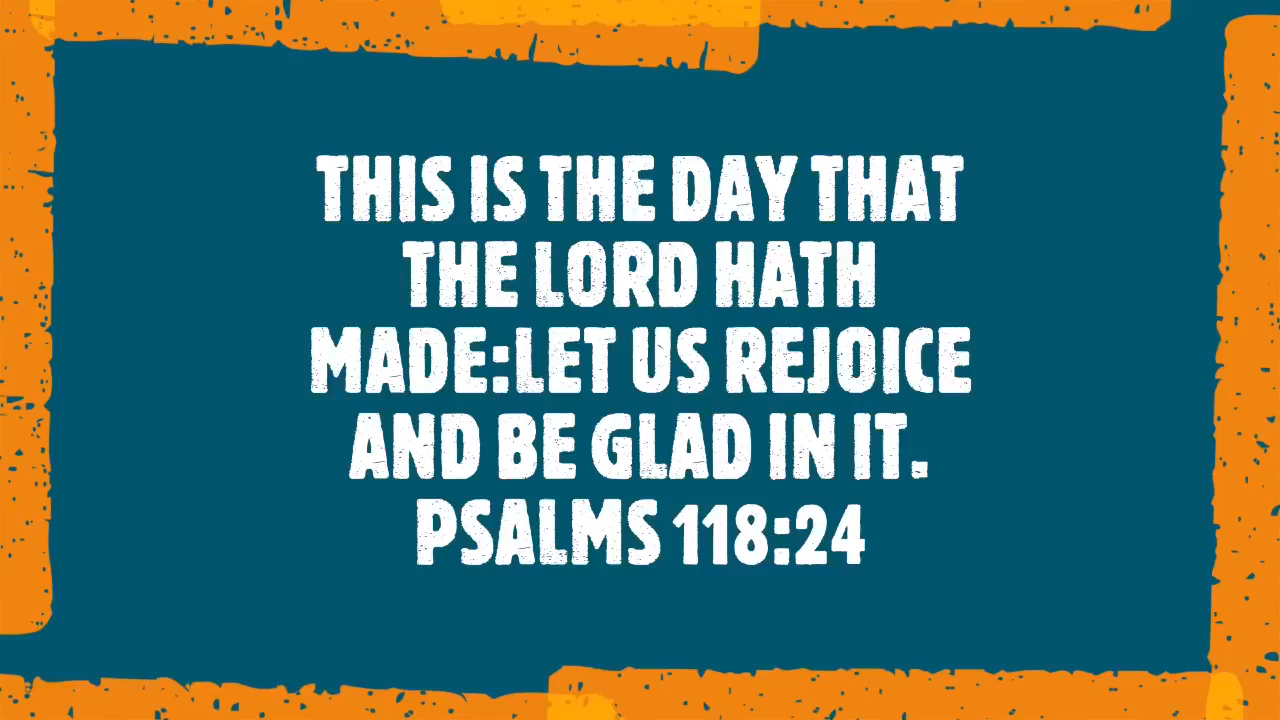 THIS IS THE DAY THAT
THE LORD HATH
MADE:LET US REJOICE
AND BE GLAD IN IT.
PSALMS 118:24